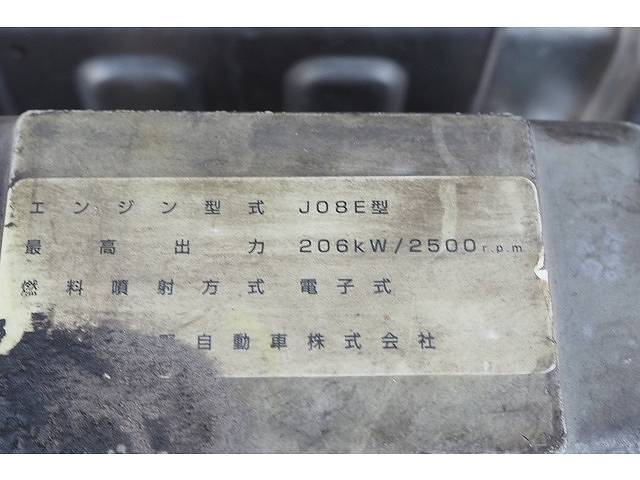 エンジン型式 J08E型
最高出力 206kW/2500r.p.m
燃料噴射方式 電子式
自動車株式会社